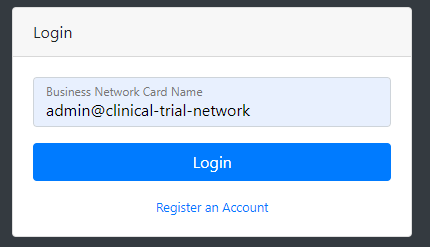 Login
Business Network Card Name
admin@clinical-trial-network
Login
Register an Account